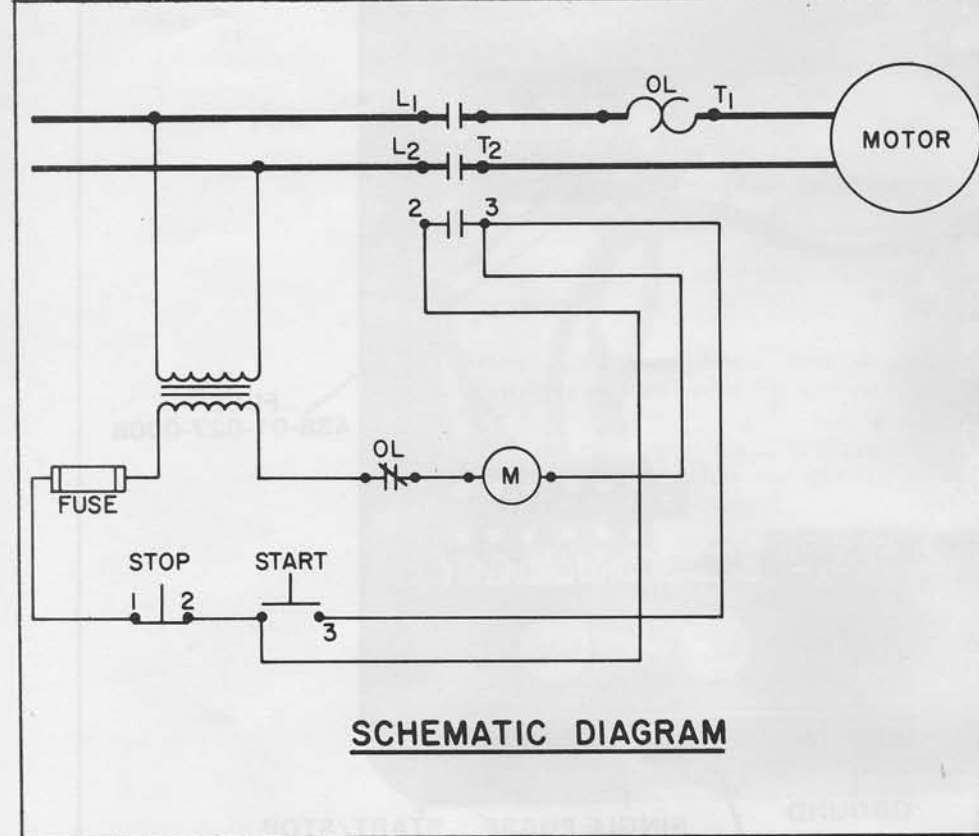 OL
L1
T1
MOTOR
L2
T2
2
3
OL
M
FUSE
STOP
START
1
2
3
SCHEMATIC DIAGRAM